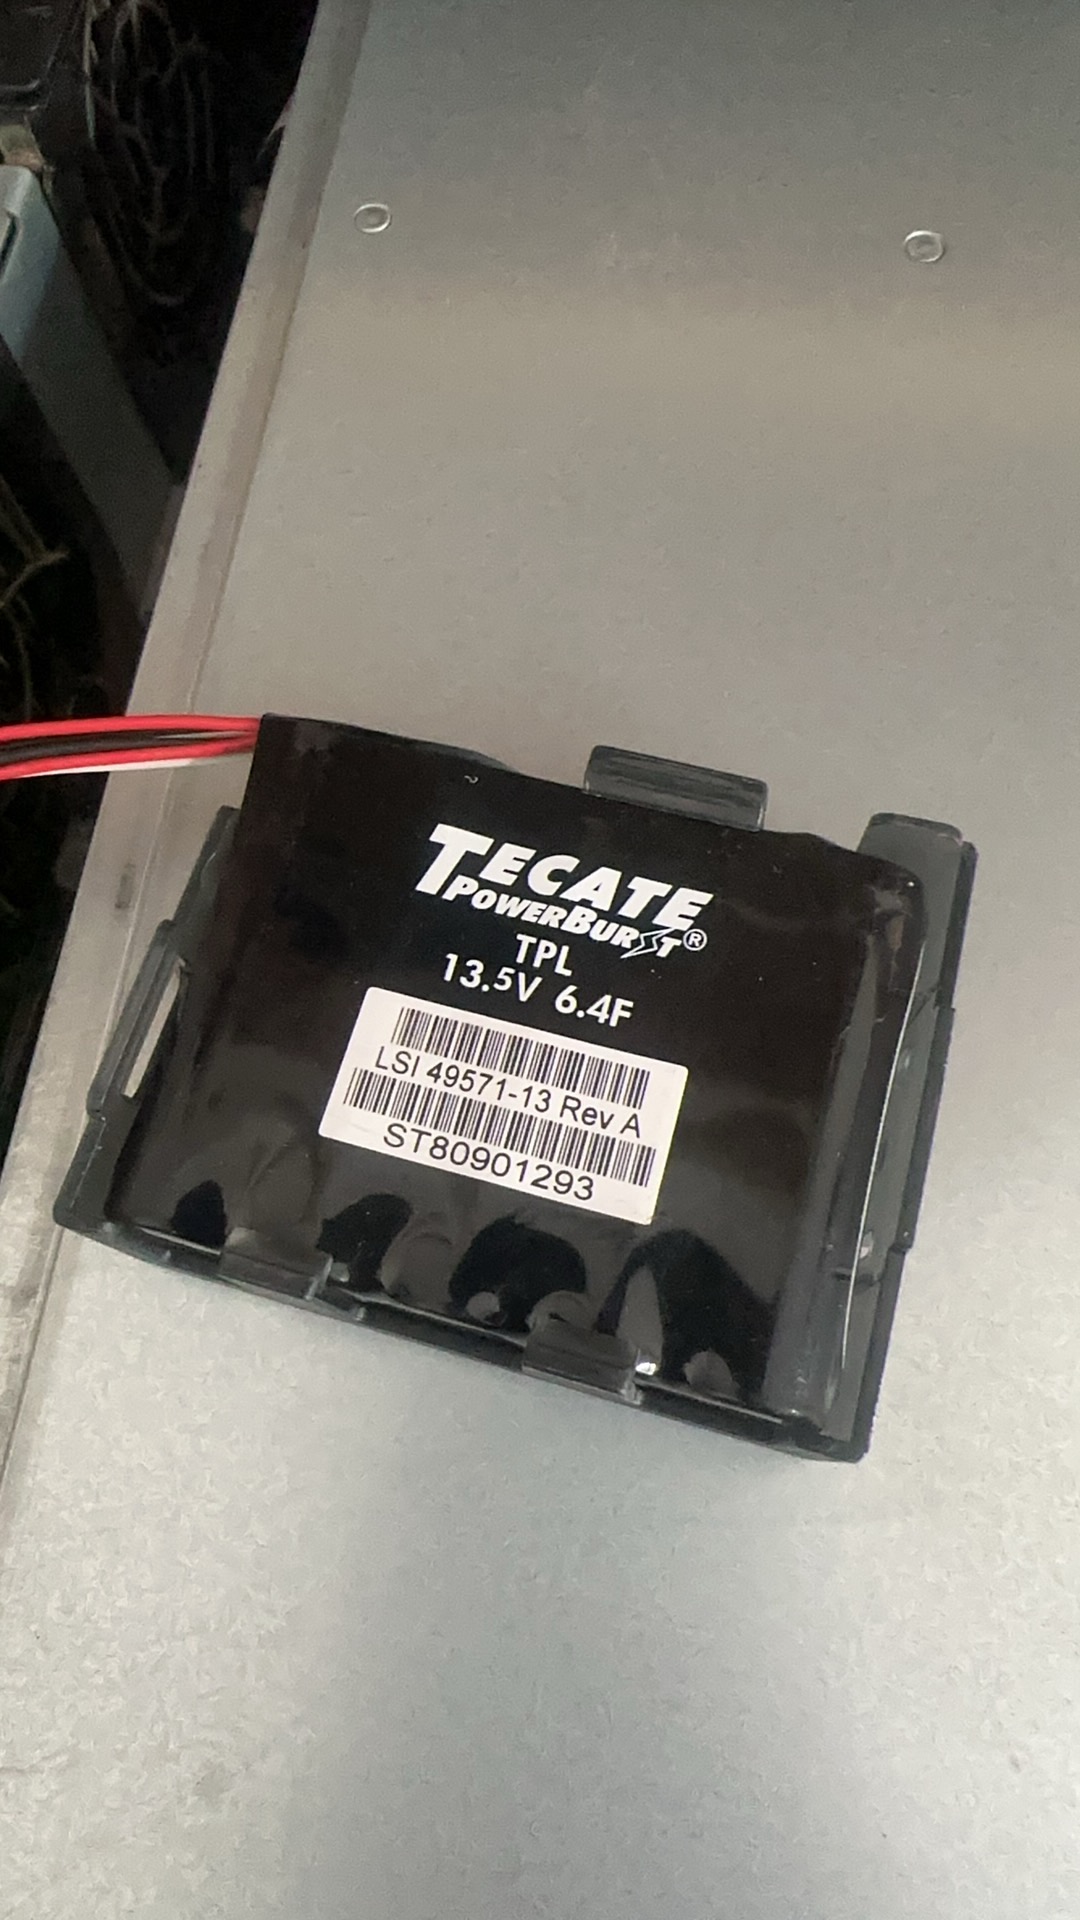 TECATE
POWERBURST®
TPL
13.5V 6.4F
LSI 49571-13 Rev A
ST80901293